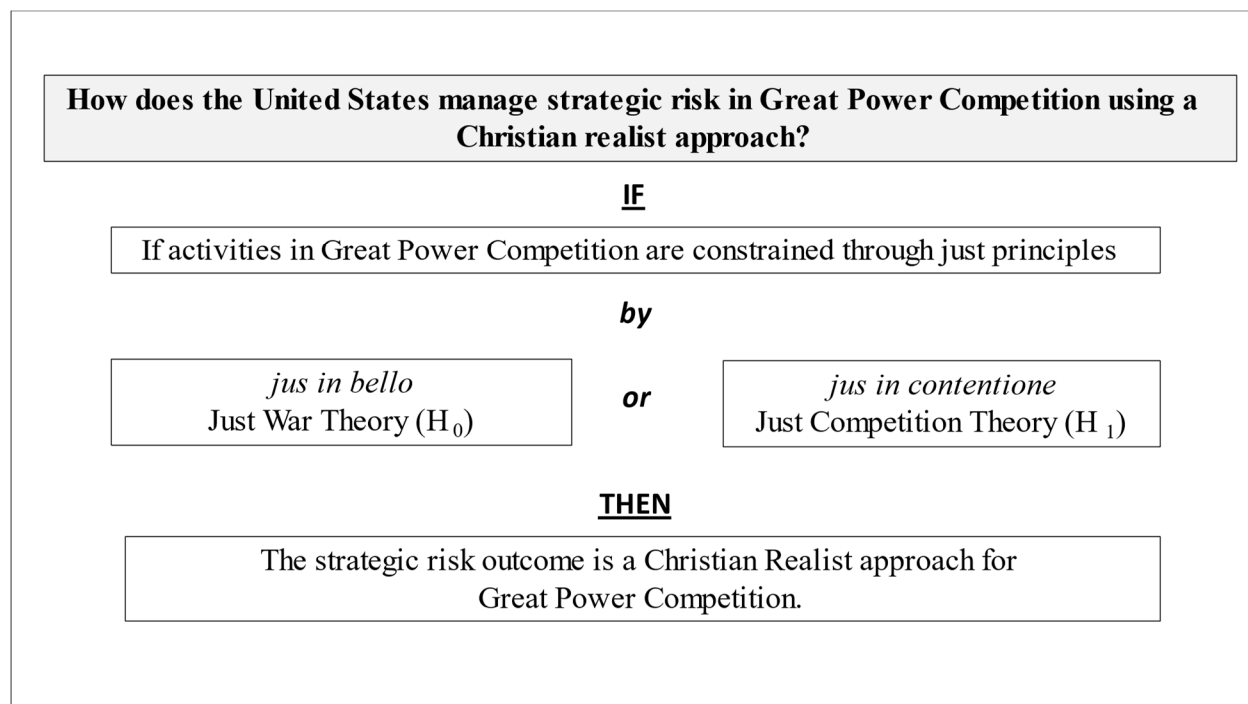 How does the United States manage strategic risk in Great Power Competition using a
Christian realist approach?
IF
If activities in Great Power Competition are constrained through just principles
by
jus in bello
Just War Theory (H₀)
or
jus in contentione
Just Competition Theory (H ₁)
THEN
The strategic risk outcome is a Christian Realist approach for
Great Power Competition.